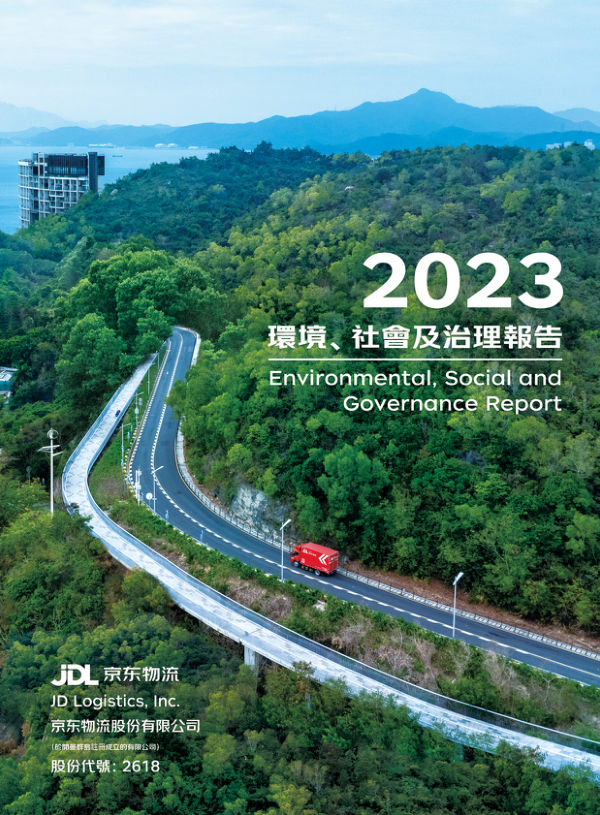 2023
環境、社會及治理報告
Environmental, Social and
Governance Report
JDL 京东物流
JD Logistics, Inc.
京东物流股份有限公司
(於開曼群島註冊成立的有限公司)
股份代號：2618